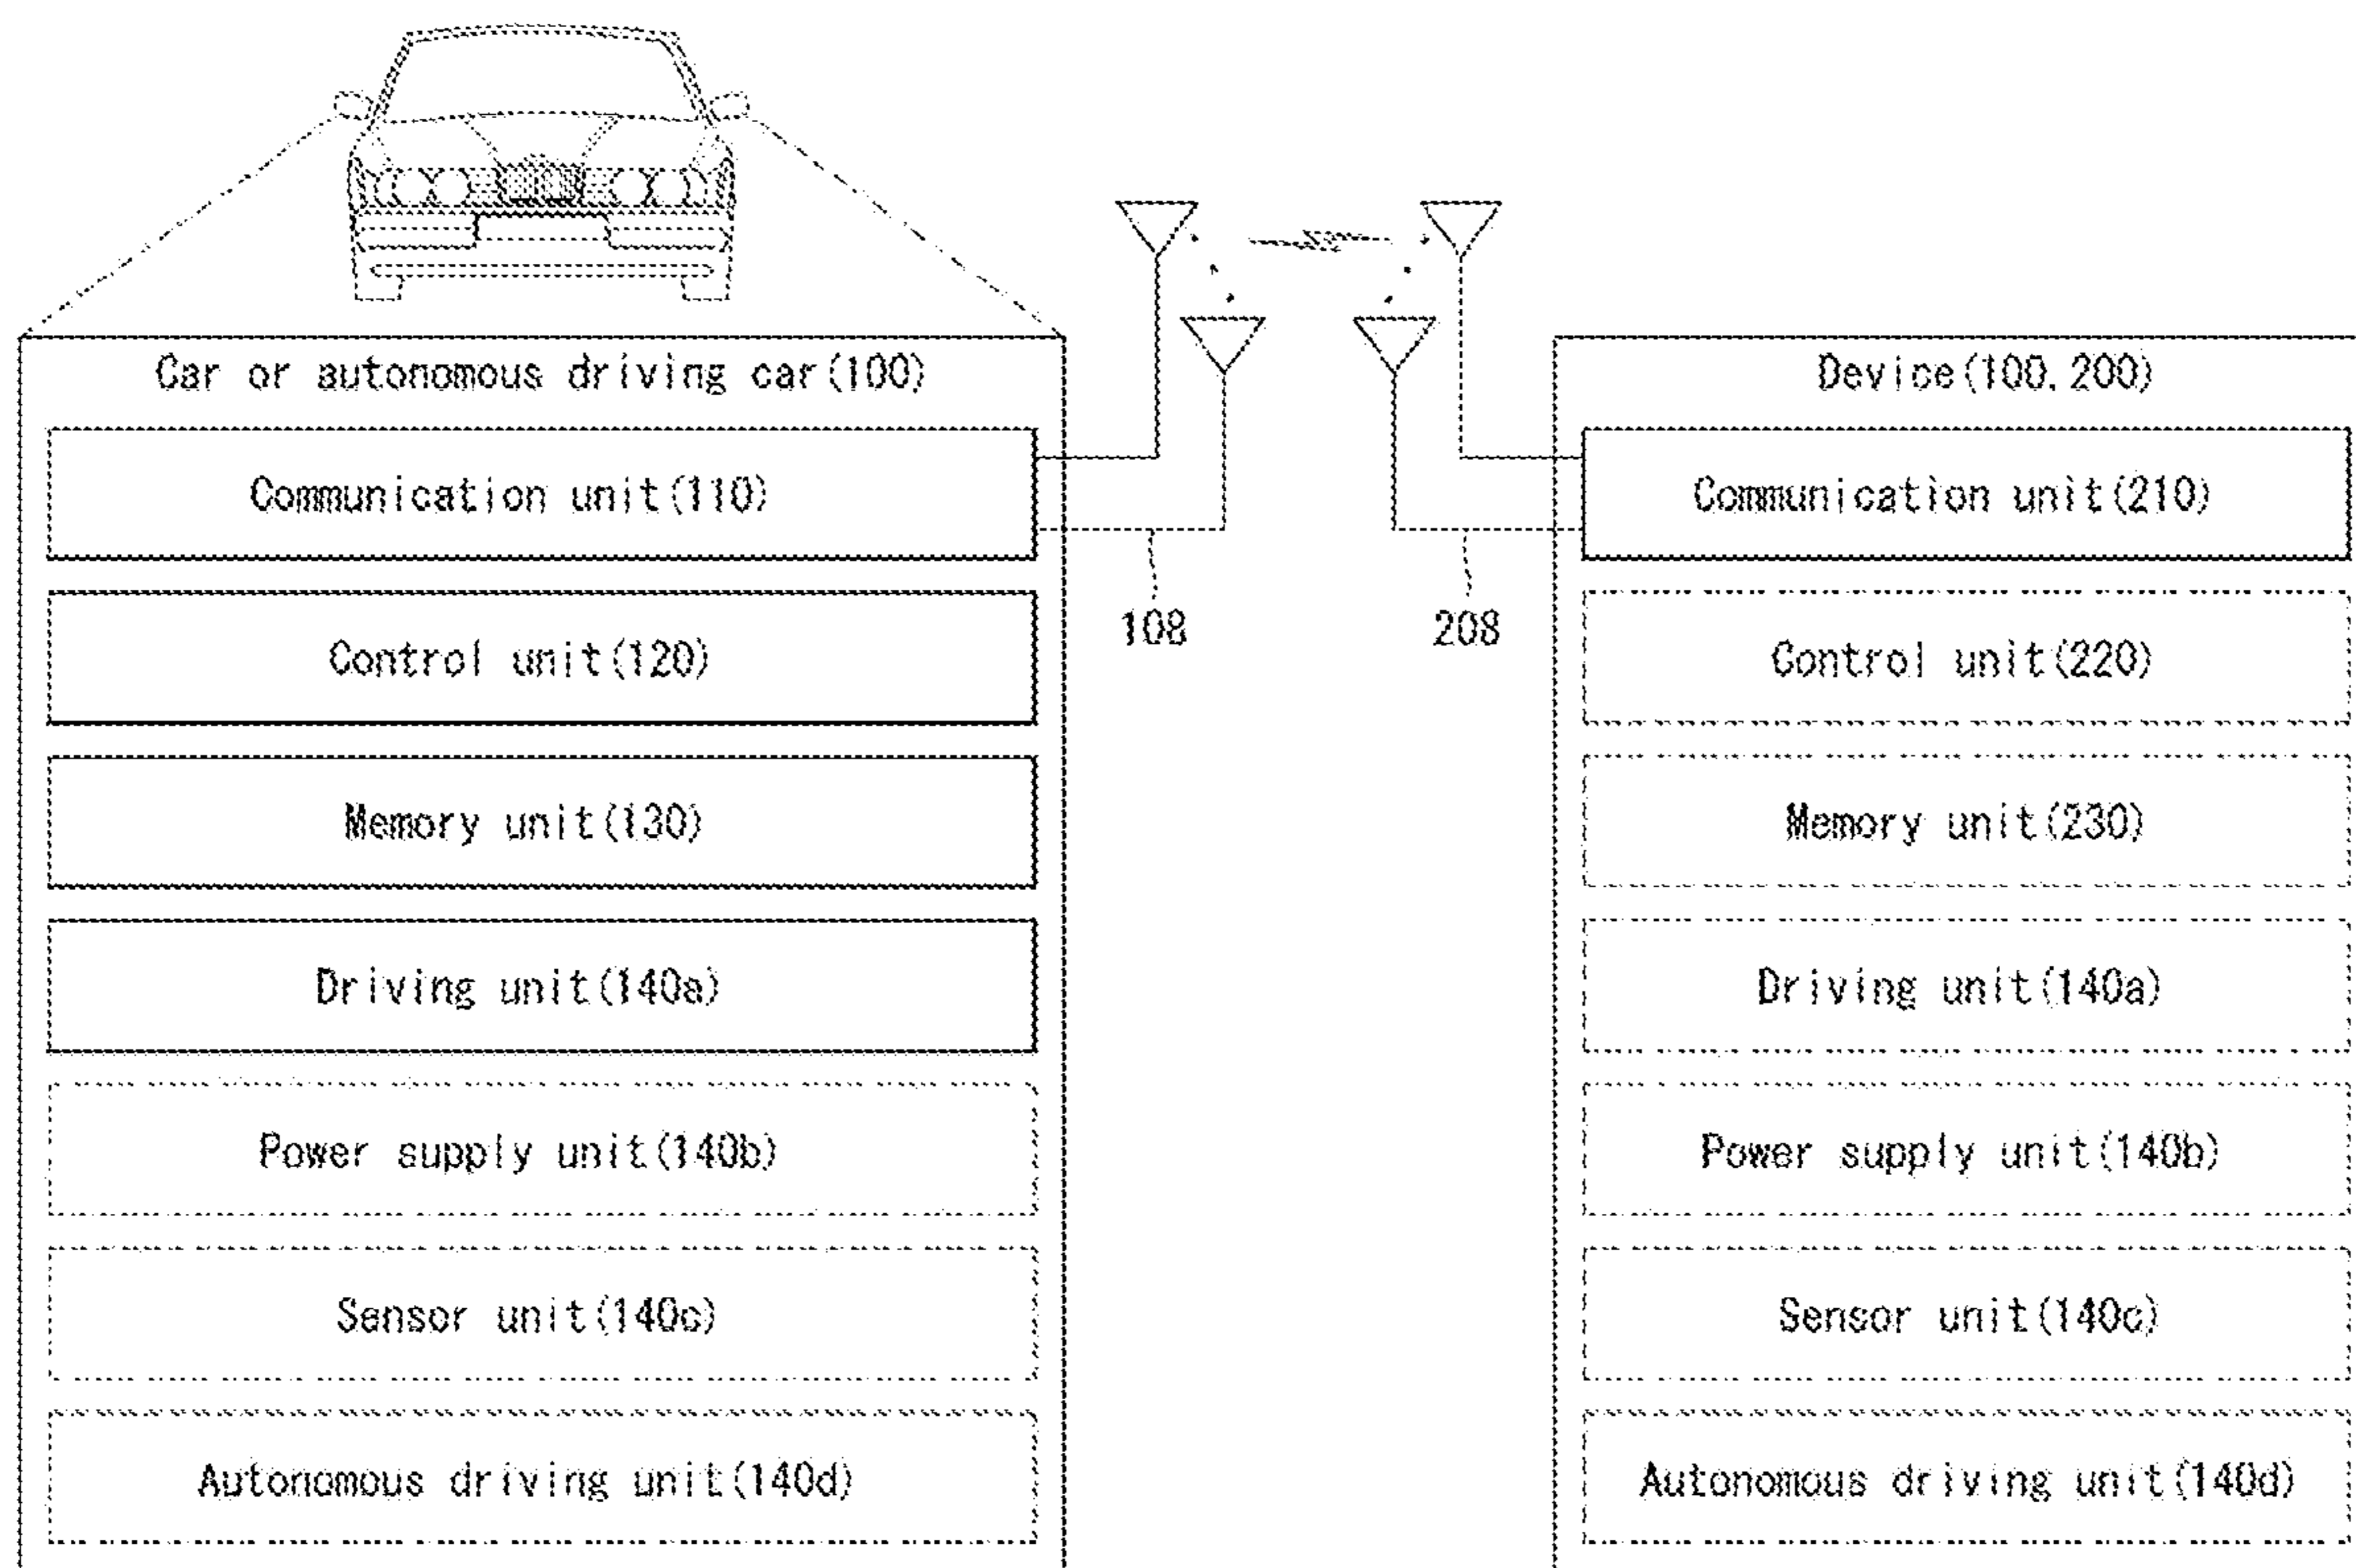 Car or autonomous driving car(100)
Communication unit(110)
Control unit(120)
Memory unit(130)
Driving unit(140a)
Power supply unit(140b)
Sensor unit(140c)
Autonomous driving unit(140d)
108
208
Device(100,200)
Communication unit(210)
Control unit(220)
Memory unit(230)
Driving unit(140a)
Power supply unit(140b)
Sensor unit(140c)
Autonomous driving unit(140d)